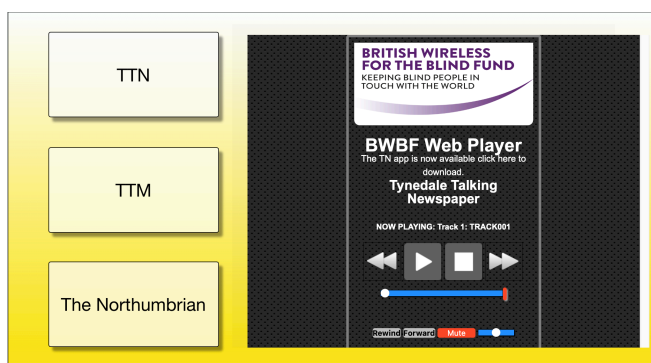 TTN
TTM
The Northumbrian
BRITISH WIRELESS
FOR THE BLIND FUND
KEEPING BLIND PEOPLE IN
TOUCH WITH THE WORLD
BWBF Web Player
The TN app is now available click here to
download.
Tynedale Talking
Newspaper
NOW PLAYING: Track 1: TRACK001
Rewind Forward Mute